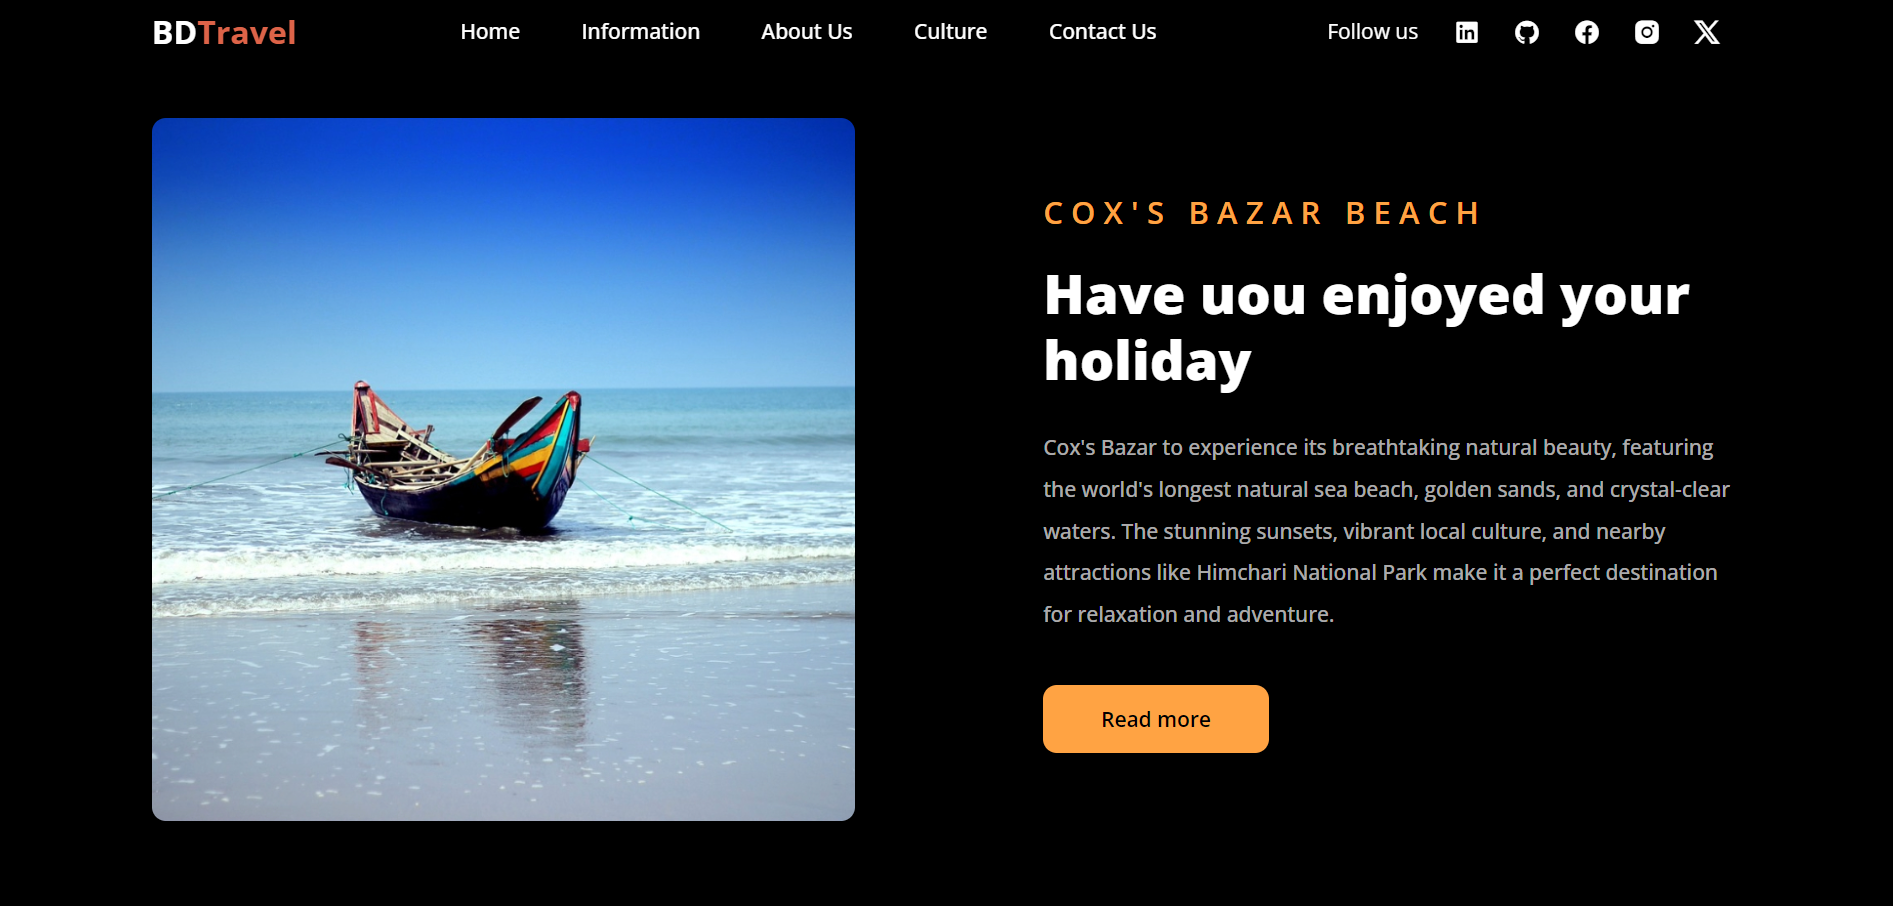 BDTravel
Home Information About Us Culture Contact Us Follow us
COX'S BAZAR BEACH
Have uou enjoyed your
holiday
Cox's Bazar to experience its breathtaking natural beauty, featuring
the world's longest natural sea beach, golden sands, and crystal-clear
waters. The stunning sunsets, vibrant local culture, and nearby
attractions like Himchari National Park make it a perfect destination
for relaxation and adventure.
Read more